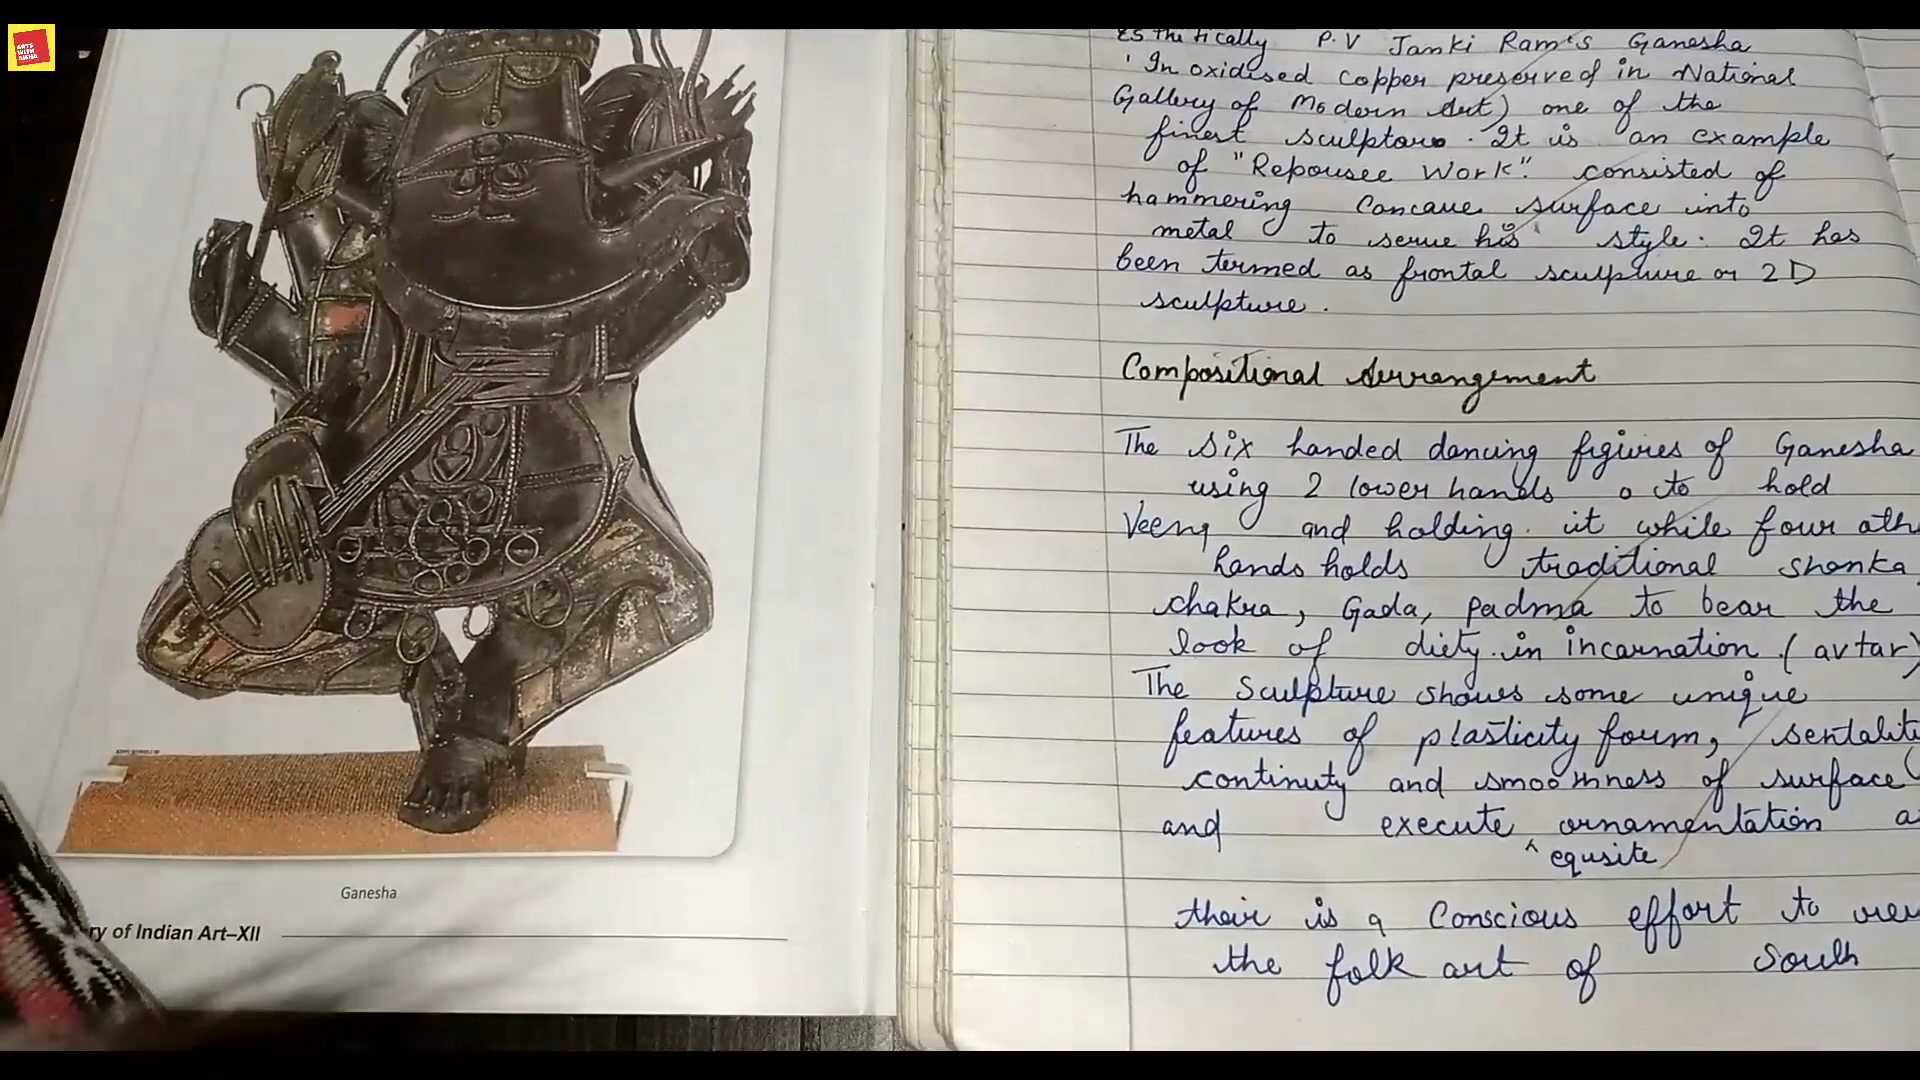 ARTS
WITH
Ganesha
ry of Indian Art–XII
Esthetically P.V Janki Ram's Ganesha
'In oxidised copper preserved in National
Gallery of Modern Art) one of the
finest sculptare. It is an example
of "Repousee Work". consisted of
hammering Concave surface into
metal to serve his style. It has
been termed as frontal sculpture or 2D
sculpture.
Compositional Arrangement
The six handed dancing figures of Ganesha
using 2 lower hands o to hold
Veena and holding it while four oth
hands holds traditional shanka,
chakra, Gada, padma to bear the
look of diety in incarnation (avtar)
The Sculpture shows some unique
features of plasticity form, sentalit
continuty and smoothness of surface
and execute ornamentation a
^ equsite
their is a Conscious effort to
the folk art of South